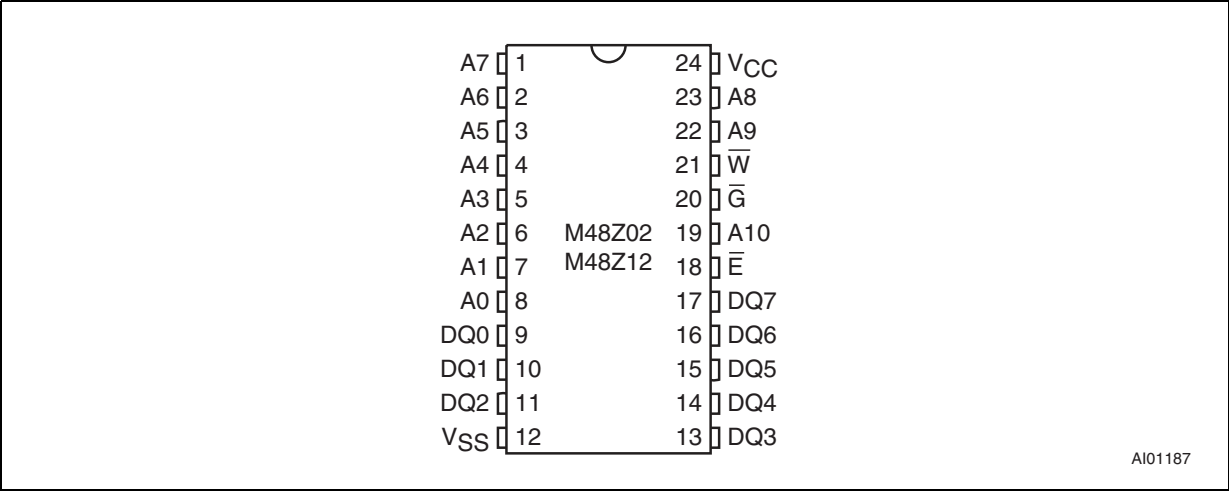 A7 1 24 VCC
A6 2 23 A8
A5 3 22 A9
A4 4 21 W̅
A3 5 20 G̅
A2 6 M48Z02 19 A10
A1 7 M48Z12 18 E̅
A0 8 17 DQ7
DQ0 9 16 DQ6
DQ1 10 15 DQ5
DQ2 11 14 DQ4
VSS 12 13 DQ3
AI01187